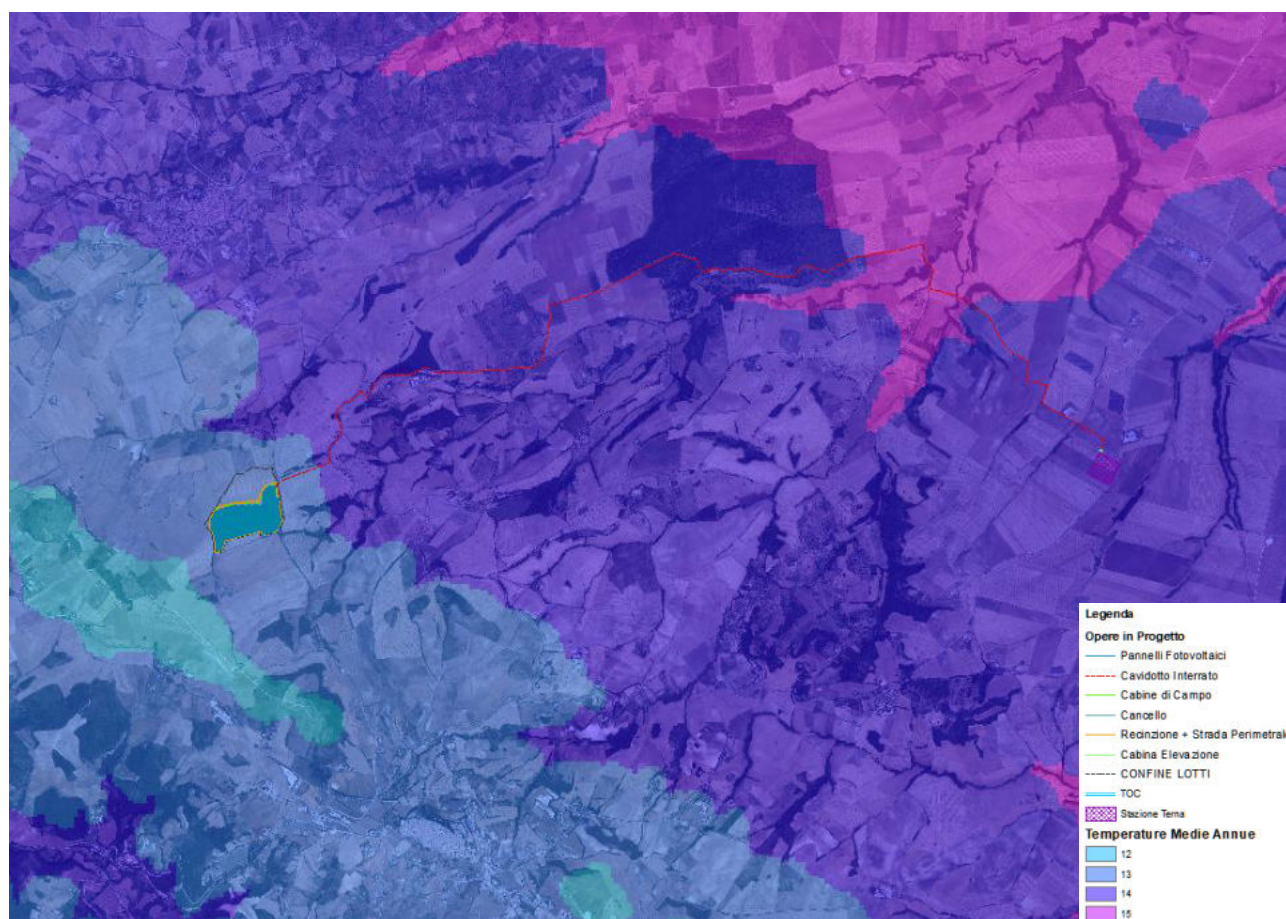 Legenda
Opere in Progetto
Pannelli Fotovoltaici
Cavidotto Interrato
Cabine di Campo
Cancello
Recinzione + Strada Perimetrale
Cabina Elevazione
CONFINE LOTTI
TOC
Stazione Terna
Temperature Medie Annue
12
13
14
15